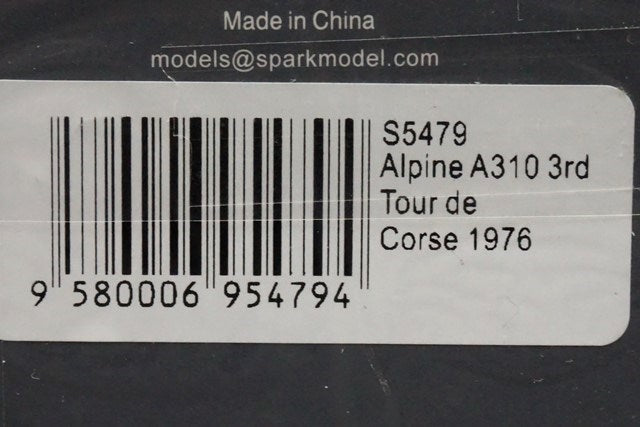 Made in China
models@sparkmodel.com
S5479
Alpine A310 3rd
Tour de
Corse 1976
9 580006 954794